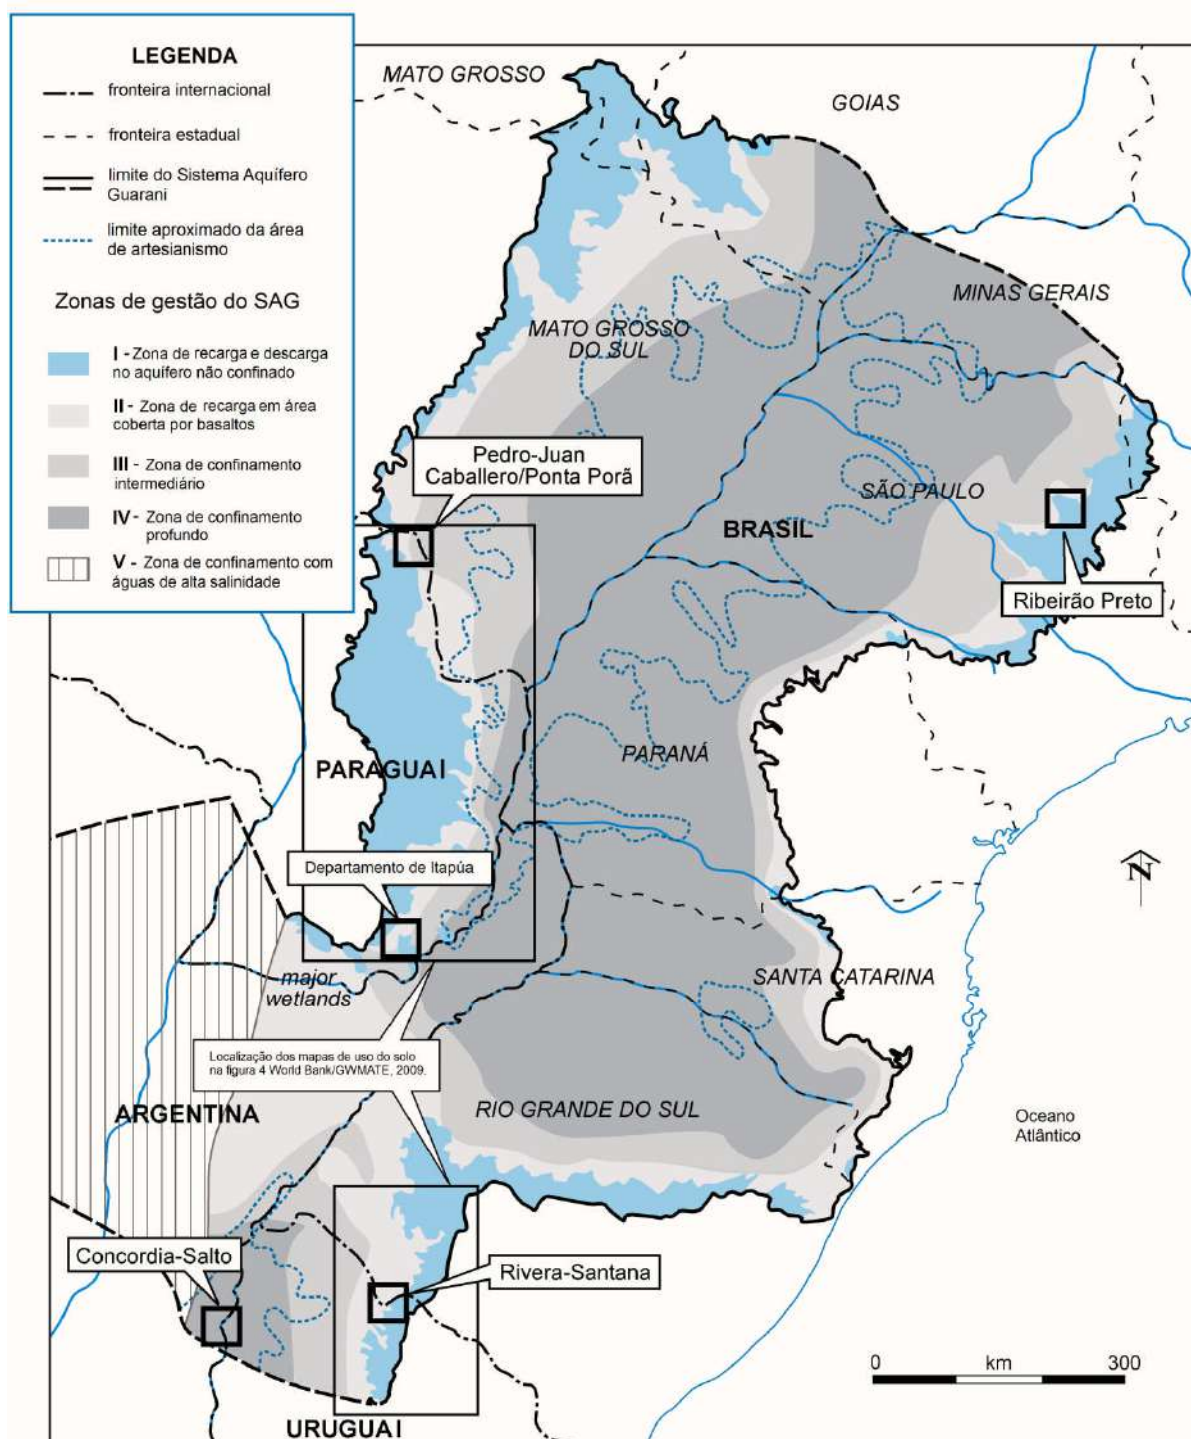 LEGENDA
fronteira internacional
fronteira estadual
limite do Sistema Aquífero
Guarani
limite aproximado da área
de artesianismo
Zonas de gestão do SAG
I - Zona de recarga e descarga
no aquífero não confinado
II - Zona de recarga em área
coberta por basaltos
III - Zona de confinamento
intermediário
IV - Zona de confinamento
profundo
V - Zona de confinamento com
águas de alta salinidade
MATO GROSSO
GOIAS
MINAS GERAIS
MATO GROSSO
DO SUL
Pedro-Juan
Caballero/Ponta Porã
SÃO PAULO
BRASIL
Ribeirão Preto
PARANÁ
PARAGUAI
Departamento de Itapúa
N
major
wetlands
SANTA CATARINA
Localização dos mapas de uso do solo
na figura 4 World Bank/GWMATE, 2009.
ARGENTINA
RIO GRANDE DO SUL
Oceano
Atlântico
Concordia-Salto
Rivera-Santana
0 km 300
URUGUAI